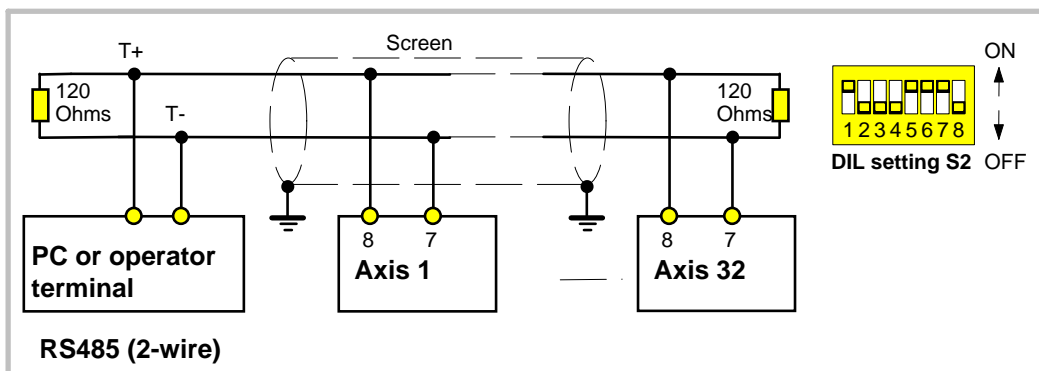 T+
Screen
120
Ohms
T-
120
Ohms
ON
1 2 3 4 5 6 7 8
DIL setting S2 OFF
PC or operator
terminal
8 7
Axis 1
8 7
Axis 32
RS485 (2-wire)